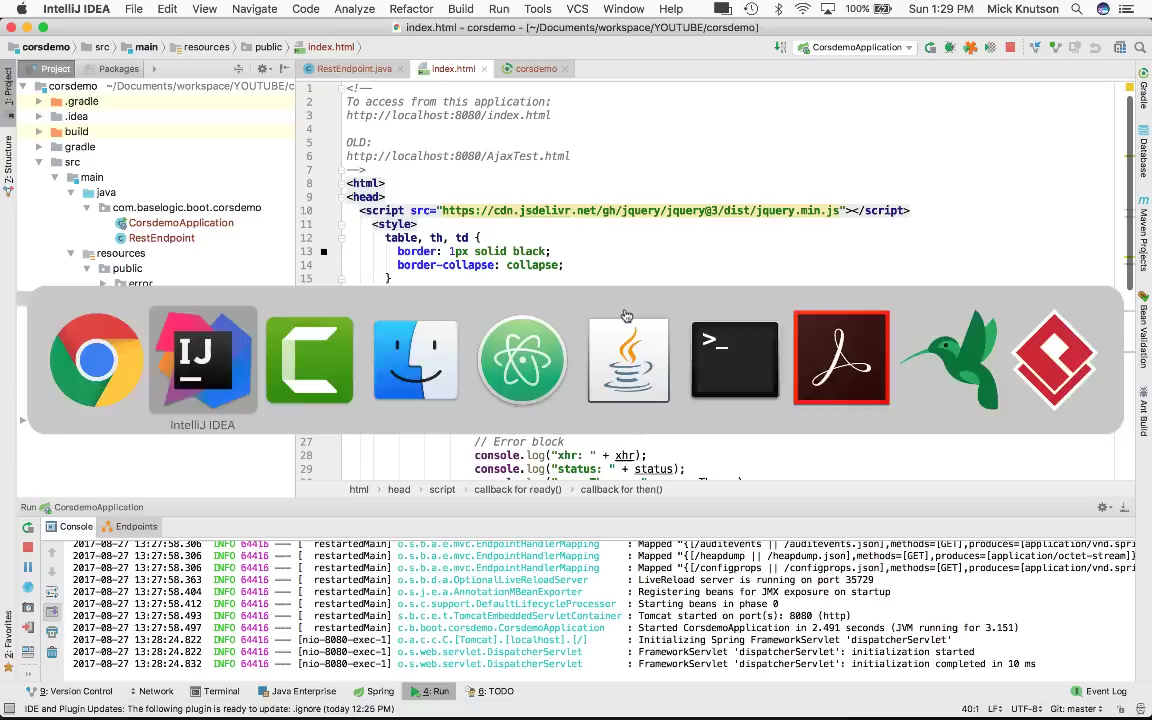 IntelliJ IDEA File Edit View Navigate Code Analyze Refactor Build Run Tools VCS Window Help 100% Sun 1:29 PM Mick Knutson
index.html - corsdemo - [~/Documents/workspace/YOUTUBE/corsdemo]
corsdemo src main resources public index.html CorsdemoApplication
Project Packages RestEndpoint.java index.html corsdemo
corsdemo ~/Documents/workspace/YOUTUBE/c
.gradle
.idea
build
gradle
src
main
java
com.baselogic.boot.corsdemo
CorsdemoApplication
RestEndpoint
resources
public
error
1: Project
7: Structure
2: Favorites
1 <!--
2 To access from this application:
3 http://localhost:8080/index.html
4
5 OLD:
6 http://localhost:8080/AjaxTest.html
7 -->
8 <html>
9 <head>
10 <script src="https://cdn.jsdelivr.net/gh/jquery/jquery@3/dist/jquery.min.js"></script>
11 <style>
12 table, th, td {
13 border: 1px solid black;
14 border-collapse: collapse;
15 }
IJ
>_
IntelliJ IDEA
27 // Error block
28 console.log("xhr: " + xhr);
29 console.log("status: " + status);
html head script callback for ready() callback for then()
Gradle
Database
Maven Projects
Bean Validation
Ant Build
Run CorsdemoApplication
Console Endpoints
2017-08-27 13:27:58.306 INFO 64416 --- [ restartedMain] o.s.b.a.e.mvc.EndpointHandlerMapping : Mapped "{[/auditevents || /auditevents.json],methods=[GET],produces=[application/vnd.spri
2017-08-27 13:27:58.306 INFO 64416 --- [ restartedMain] o.s.b.a.e.mvc.EndpointHandlerMapping : Mapped "{[/heapdump || /heapdump.json],methods=[GET],produces=[application/octet-stream]}
2017-08-27 13:27:58.306 INFO 64416 --- [ restartedMain] o.s.b.a.e.mvc.EndpointHandlerMapping : Mapped "{[/configprops || /configprops.json],methods=[GET],produces=[application/vnd.spri
2017-08-27 13:27:58.363 INFO 64416 --- [ restartedMain] o.s.b.d.a.OptionalLiveReloadServer : LiveReload server is running on port 35729
2017-08-27 13:27:58.404 INFO 64416 --- [ restartedMain] o.s.j.e.a.AnnotationMBeanExporter : Registering beans for JMX exposure on startup
2017-08-27 13:27:58.412 INFO 64416 --- [ restartedMain] o.s.c.support.DefaultLifecycleProcessor : Starting beans in phase 0
2017-08-27 13:27:58.493 INFO 64416 --- [ restartedMain] s.b.c.e.t.TomcatEmbeddedServletContainer : Tomcat started on port(s): 8080 (http)
2017-08-27 13:27:58.497 INFO 64416 --- [ restartedMain] c.b.boot.corsdemo.CorsdemoApplication : Started CorsdemoApplication in 2.491 seconds (JVM running for 3.151)
2017-08-27 13:28:24.822 INFO 64416 --- [nio-8080-exec-1] o.a.c.c.C.[Tomcat].[localhost].[/] : Initializing Spring FrameworkServlet 'dispatcherServlet'
2017-08-27 13:28:24.822 INFO 64416 --- [nio-8080-exec-1] o.s.web.servlet.DispatcherServlet : FrameworkServlet 'dispatcherServlet': initialization started
2017-08-27 13:28:24.832 INFO 64416 --- [nio-8080-exec-1] o.s.web.servlet.DispatcherServlet : FrameworkServlet 'dispatcherServlet': initialization completed in 10 ms
9: Version Control Network Terminal Java Enterprise Spring 4: Run 6: TODO Event Log
IDE and Plugin Updates: The following plugin is ready to update: .ignore (today 12:25 PM) 40:1 LF UTF-8 Git: master